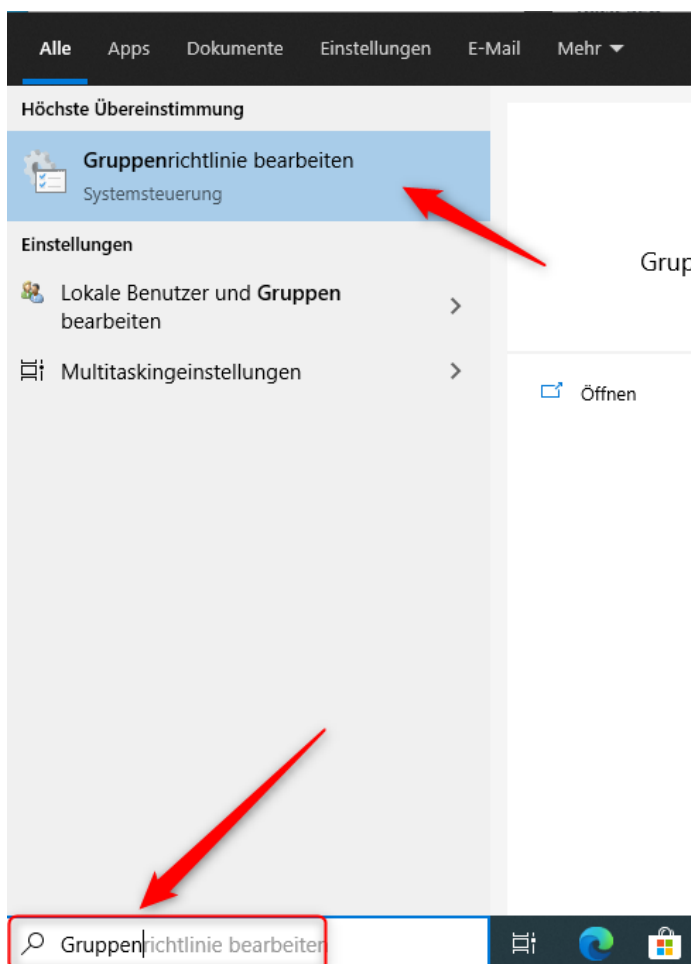 Alle Apps Dokumente Einstellungen E-Mail Mehr
Höchste Übereinstimmung
Gruppenrichtlinie bearbeiten
Systemsteuerung
Einstellungen
Lokale Benutzer und Gruppen
bearbeiten
Multitaskingeinstellungen
Grup
Öffnen
Gruppenrichtlinie bearbeiten